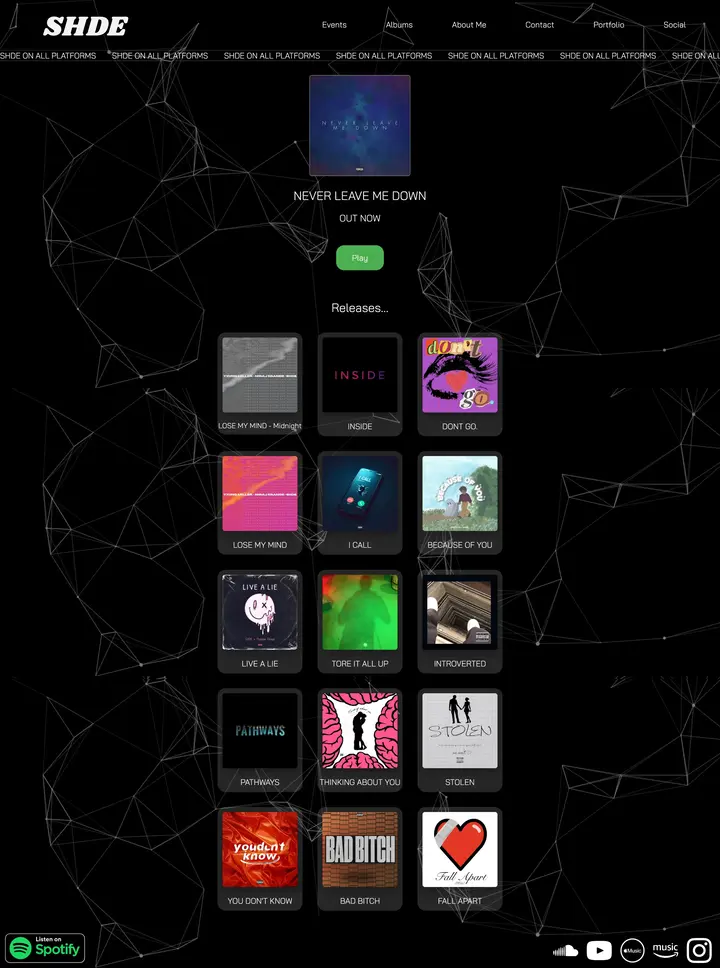 SHDE
Events
Albums
About Me
Contact
Portfolio
Social
SHDE ON ALL PLATFORMS SHDE ON ALL PLATFORMS SHDE ON ALL PLATFORMS SHDE ON ALL PLATFORMS SHDE ON ALL PLATFORMS SHDE ON ALL PLATFORMS SHDE ON ALL
NEVER LEAVE
ME DOWN
NEVER LEAVE ME DOWN
OUT NOW
Play
Releases...
LOSE MY MIND - Midnight
INSIDE
INSIDE
don't
go.
DONT GO.
LOSE MY MIND
I CALL
I CALL
BECAUSE OF YOU
BECAUSE OF YOU
LIVE A LIE
LIVE A LIE
TORE IT ALL UP
INTROVERTED
PATHWAYS
PATHWAYS
THINKING ABOUT YOU
STOLEN
STOLEN
youdon't
know,
YOU DON'T KNOW
BAD BITCH
BAD BITCH
Fall Apart
FALL APART
Listen on
Spotify
Music
music